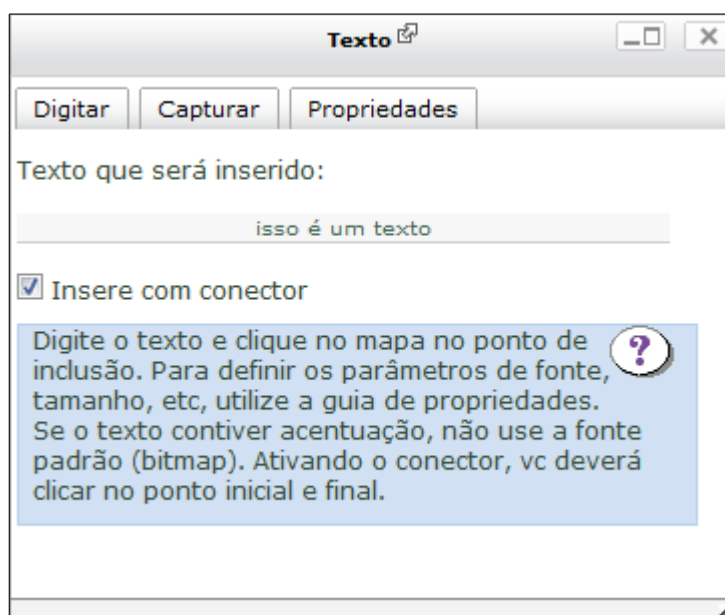 Texto
Digitar Capturar Propriedades
Texto que será inserido:
isso é um texto
Insere com conector
Digite o texto e clique no mapa no ponto de
inclusão. Para definir os parâmetros de fonte,
tamanho, etc, utilize a guia de propriedades.
Se o texto contiver acentuação, não use a fonte
padrão (bitmap). Ativando o conector, vc deverá
clicar no ponto inicial e final.
?